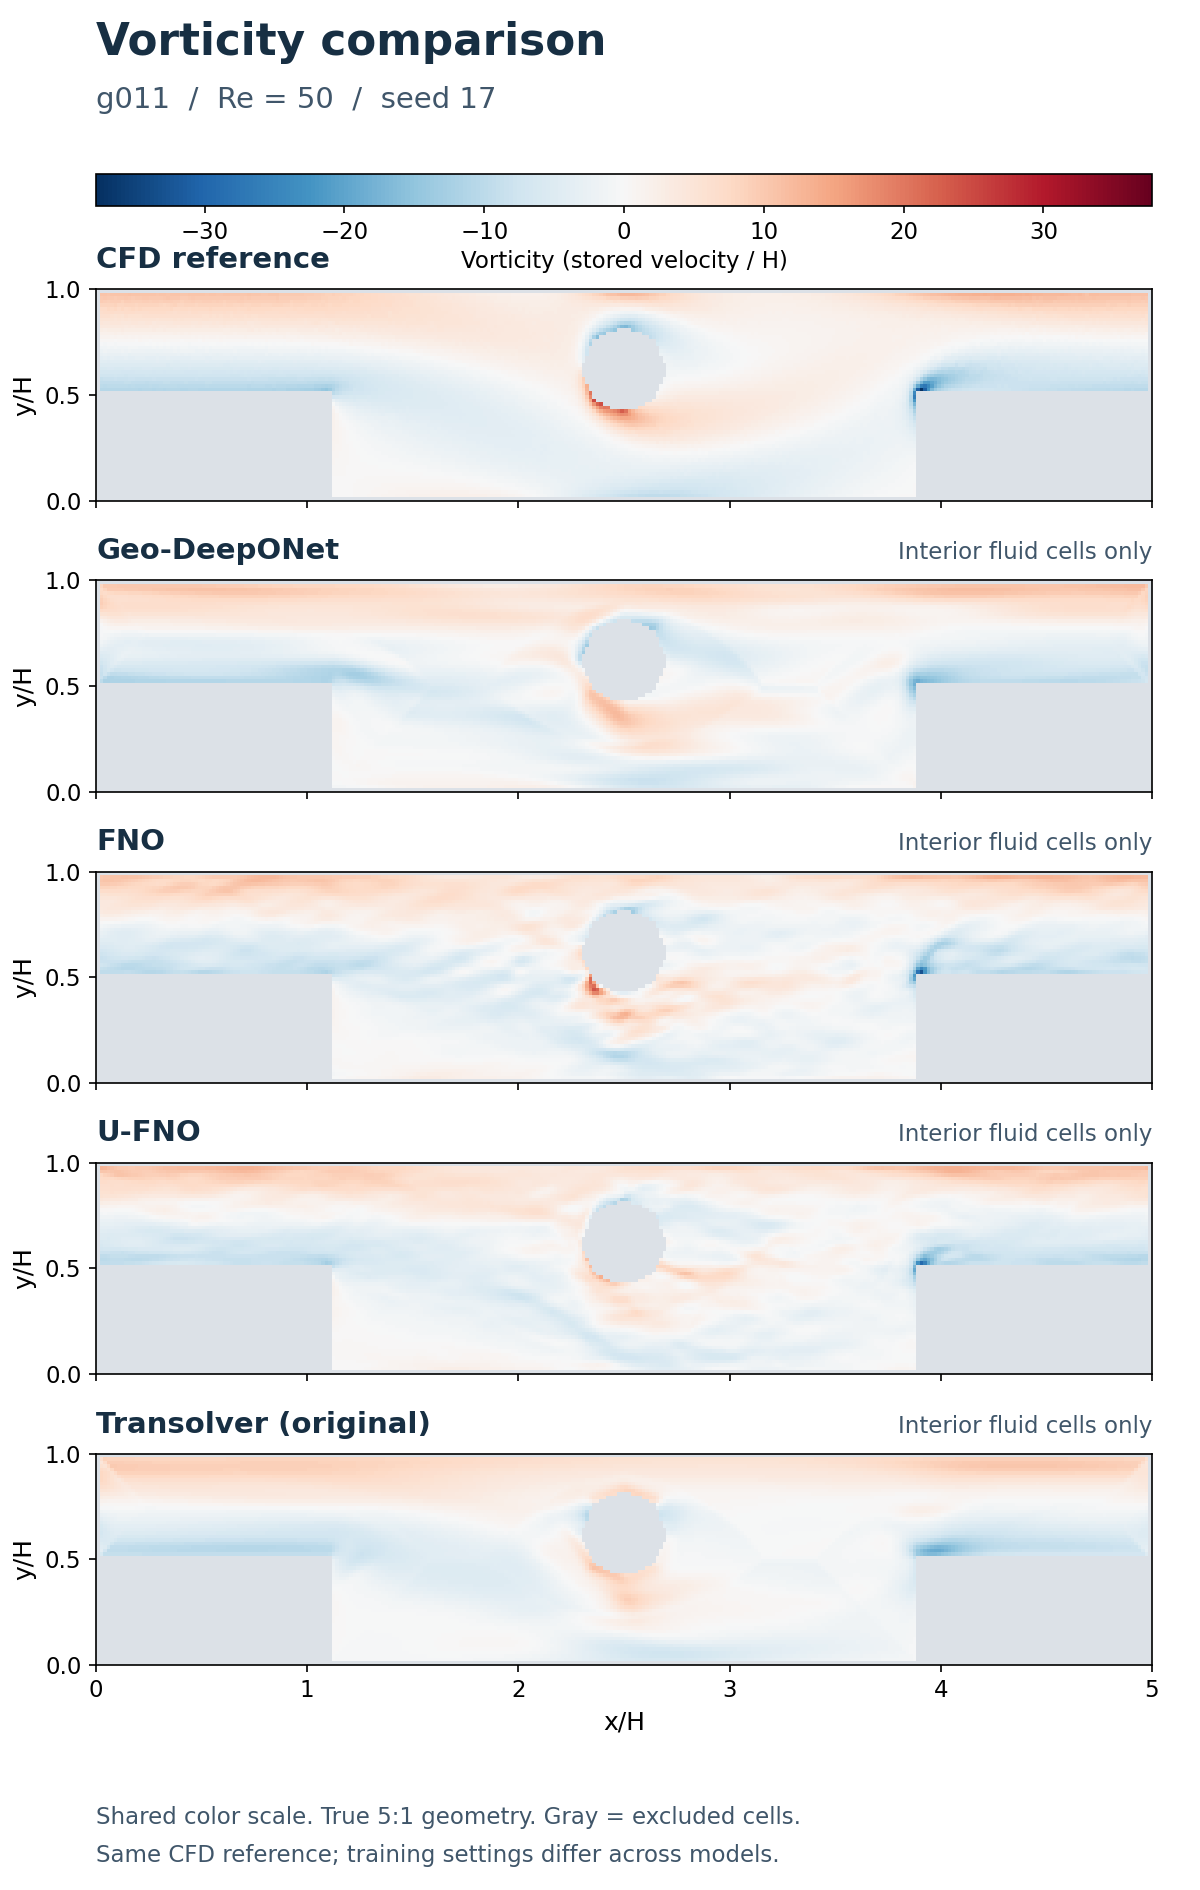 Vorticity comparison
g011 / Re = 50 / seed 17
−30 −20 −10 0 10 20 30
Vorticity (stored velocity / H)
CFD reference
1.0
0.5
0.0
y/H
Geo-DeepONet
Interior fluid cells only
1.0
0.5
0.0
y/H
FNO
Interior fluid cells only
1.0
0.5
0.0
y/H
U-FNO
Interior fluid cells only
1.0
0.5
0.0
y/H
Transolver (original)
Interior fluid cells only
1.0
0.5
0.0
y/H
0 1 2 3 4 5
x/H
Shared color scale. True 5:1 geometry. Gray = excluded cells.
Same CFD reference; training settings differ across models.